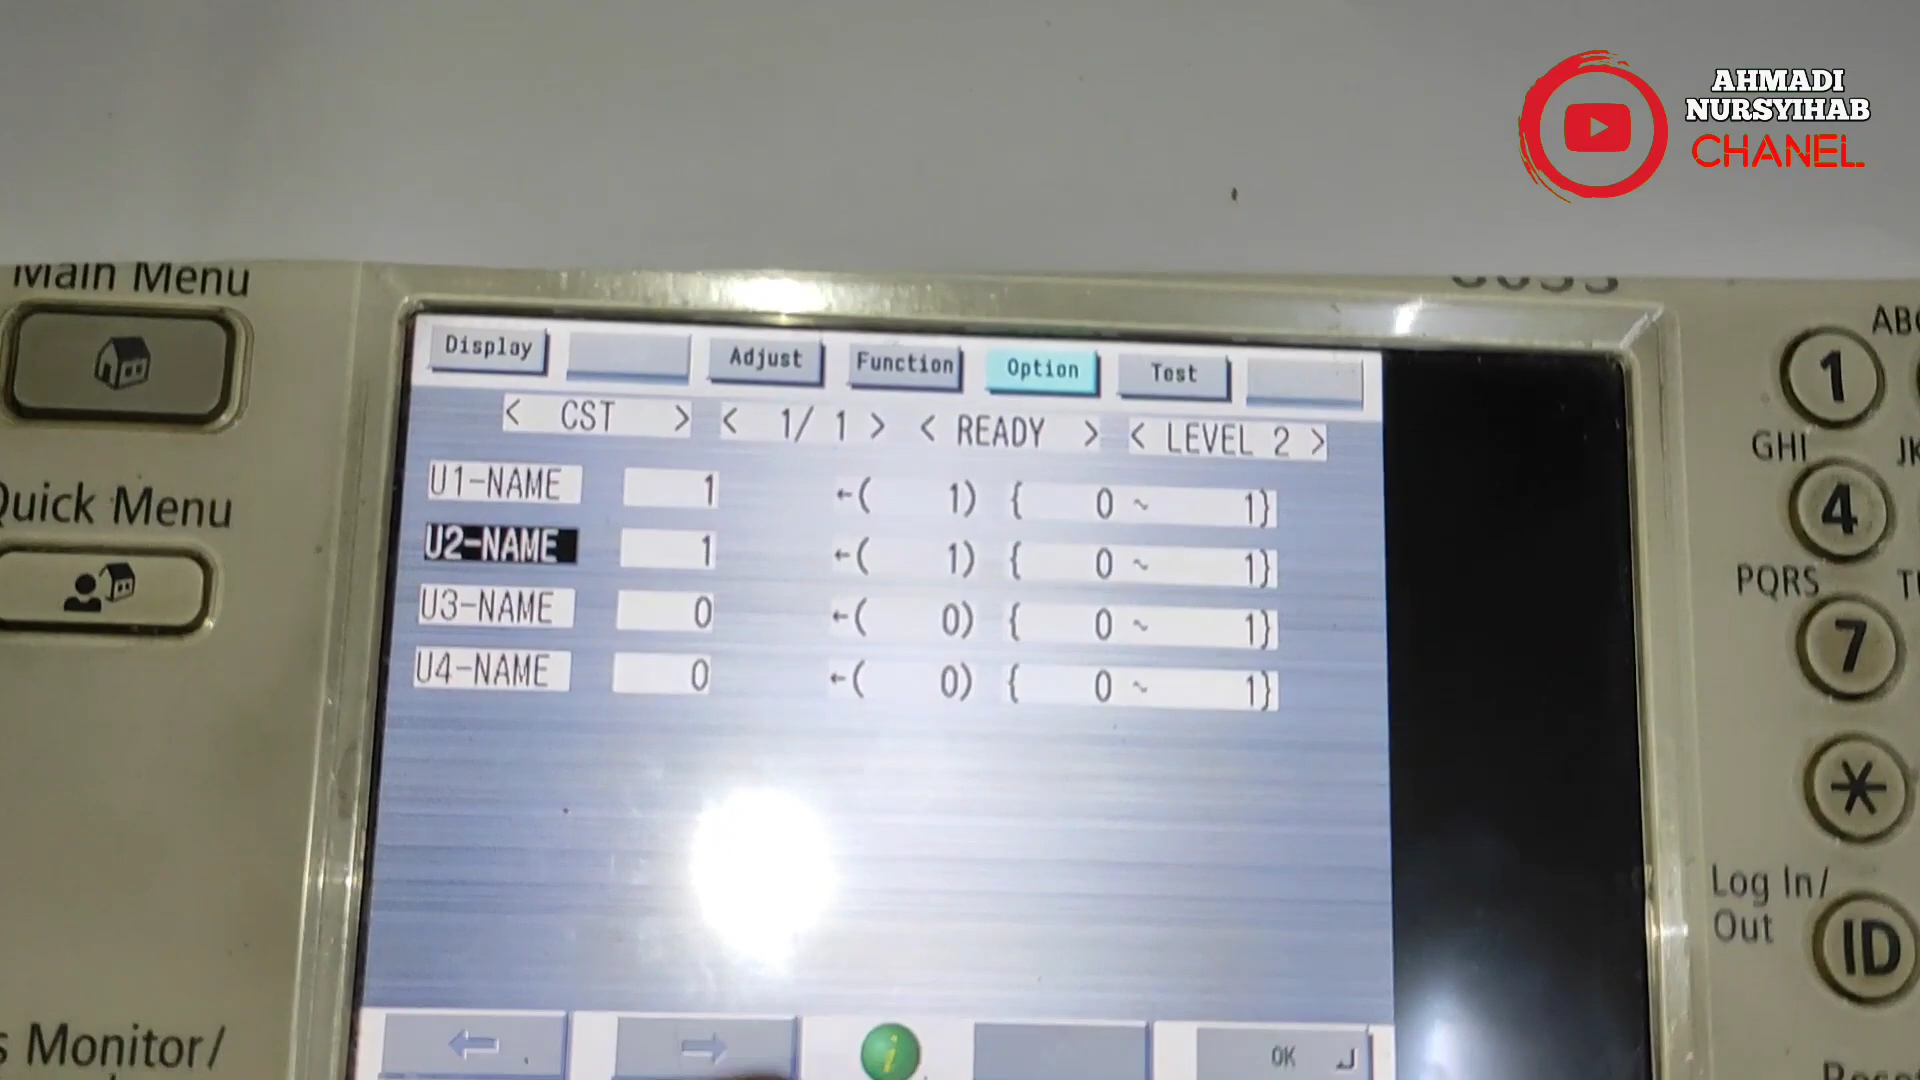 AHMADI
NURSYIHAB
CHANEL
Main Menu
Quick Menu
Display
Adjust
Function
Option
Test
< CST >
< 1/ 1 >
< READY >
< LEVEL 2 >
U1-NAME 1 ←( 1) { 0 ~ 1}
U2-NAME 1 ←( 1) { 0 ~ 1}
U3-NAME 0 ←( 0) { 0 ~ 1}
U4-NAME 0 ←( 0) { 0 ~ 1}
← → i OK
ABC
1
GHI
4
PQRS
7
*
Log In/
Out
ID
Monitor/